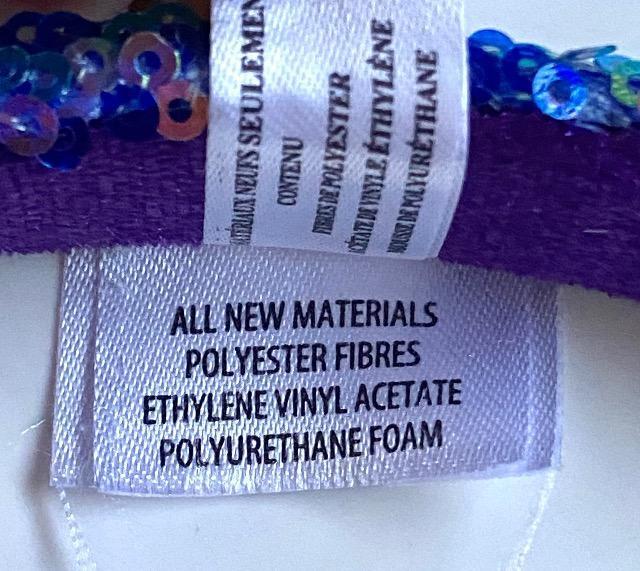 MATÉRIAUX NEUFS SEULEMENT
CONTENU
FIBRES DE POLYESTER
ACÉTATE DU VINYLE ÉTHYLÈNE
MOUSSE DE POLYURÉTHANE
ALL NEW MATERIALS
POLYESTER FIBRES
ETHYLENE VINYL ACETATE
POLYURETHANE FOAM